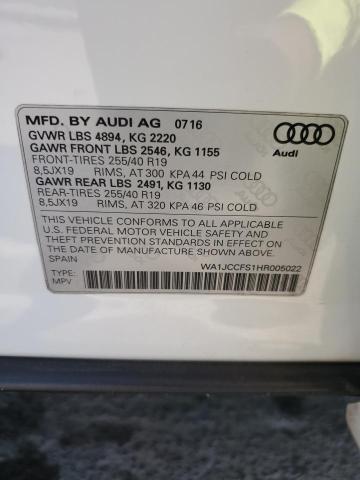 MFD. BY AUDI AG 07 16
GVWR LBS 4894, KG 2220
GAWR FRONT LBS 2546, KG 1155
FRONT-TIRES 255/40 R19
8,5JX19 RIMS, AT 300 KPA 44 PSI COLD
GAWR REAR LBS 2491, KG 1130
REAR-TIRES 255/40 R19
8,5JX19 RIMS, AT 320 KPA 46 PSI COLD
Audi
THIS VEHICLE CONFORMS TO ALL APPLICABLE
U.S. FEDERAL MOTOR VEHICLE SAFETY AND
THEFT PREVENTION STANDARDS IN EFFECT ON
THE DATE OF MANUFACTURE SHOWN ABOVE.
SPAIN
TYPE:
MPV
WA1JCCFS1HR005022